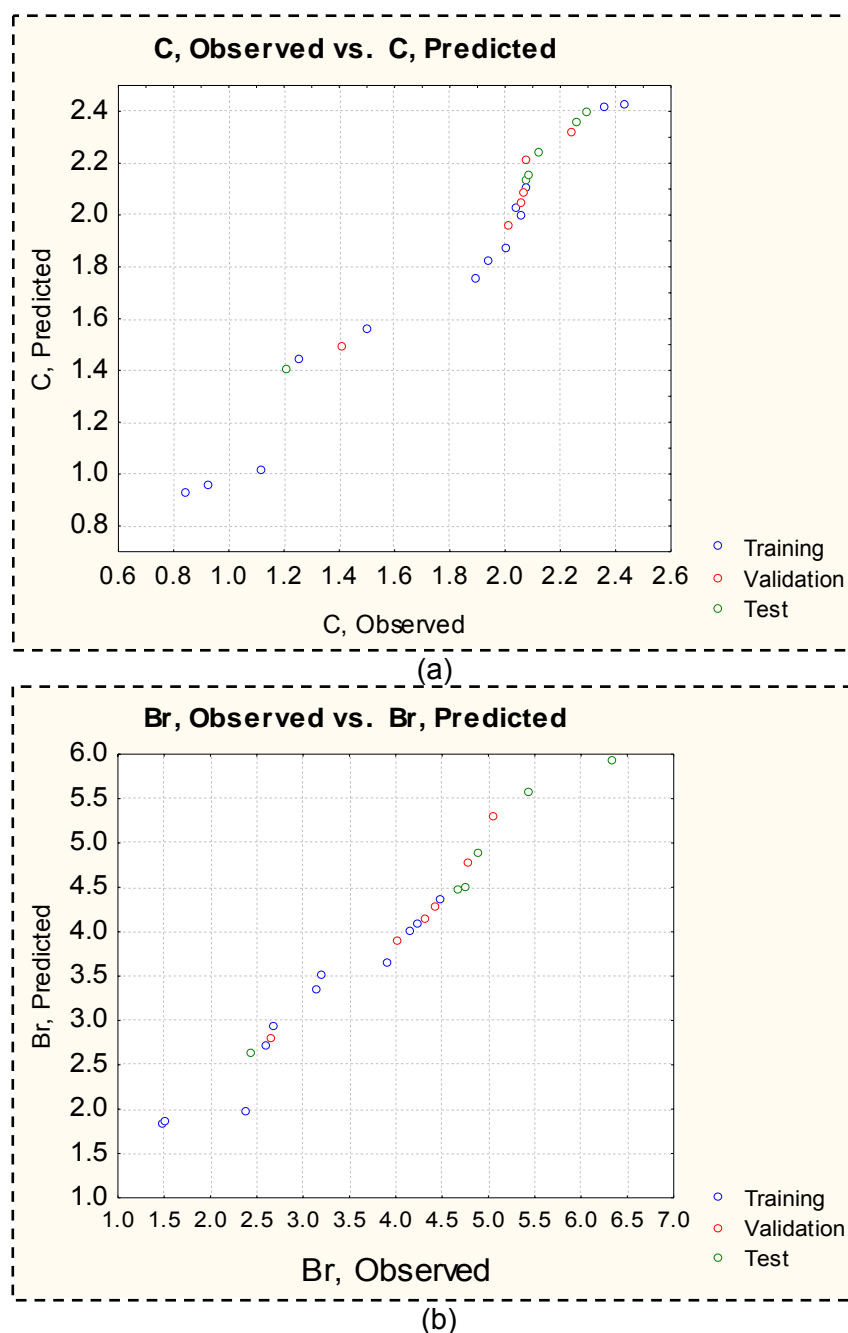 C, Observed vs.  C, Predicted
2.4
2.2
2.0
1.8
1.6
1.4
1.2
1.0
0.8
C, Predicted
0.6 0.8 1.0 1.2 1.4 1.6 1.8 2.0 2.2 2.4 2.6
C, Observed
Training
Validation
Test
(a)
Br, Observed vs.  Br, Predicted
6.0
5.5
5.0
4.5
4.0
3.5
3.0
2.5
2.0
1.5
1.0
Br, Predicted
1.0 1.5 2.0 2.5 3.0 3.5 4.0 4.5 5.0 5.5 6.0 6.5 7.0
Br, Observed
Training
Validation
Test
(b)